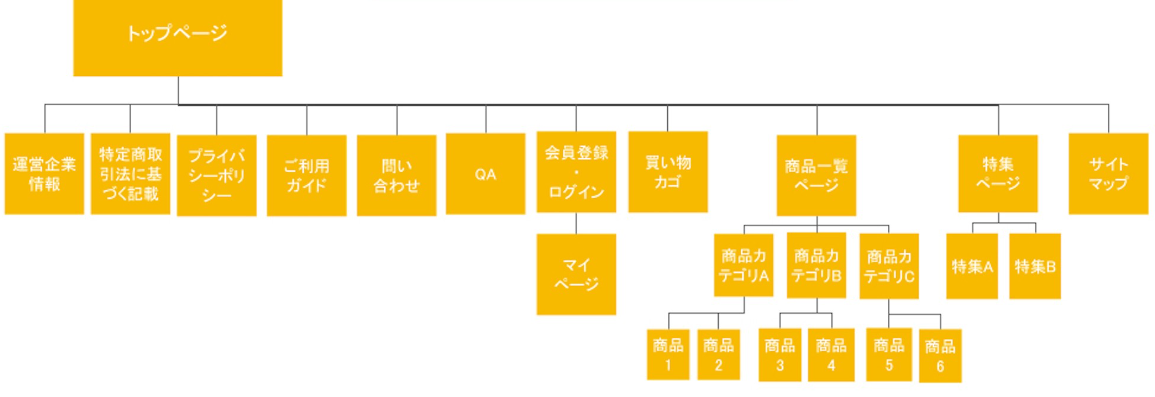 トップページ
運営企業
情報
特定商取
引法に基
づく記載
プライバ
シーポリ
シー
ご利用
ガイド
問い
合わせ
QA
会員登録
・
ログイン
買い物
カゴ
商品一覧
ページ
特集
ページ
サイト
マップ
マイ
ページ
商品カ
テゴリA
商品カ
テゴリB
商品カ
テゴリC
特集A
特集B
商品
1
商品
2
商品
3
商品
4
商品
5
商品
6